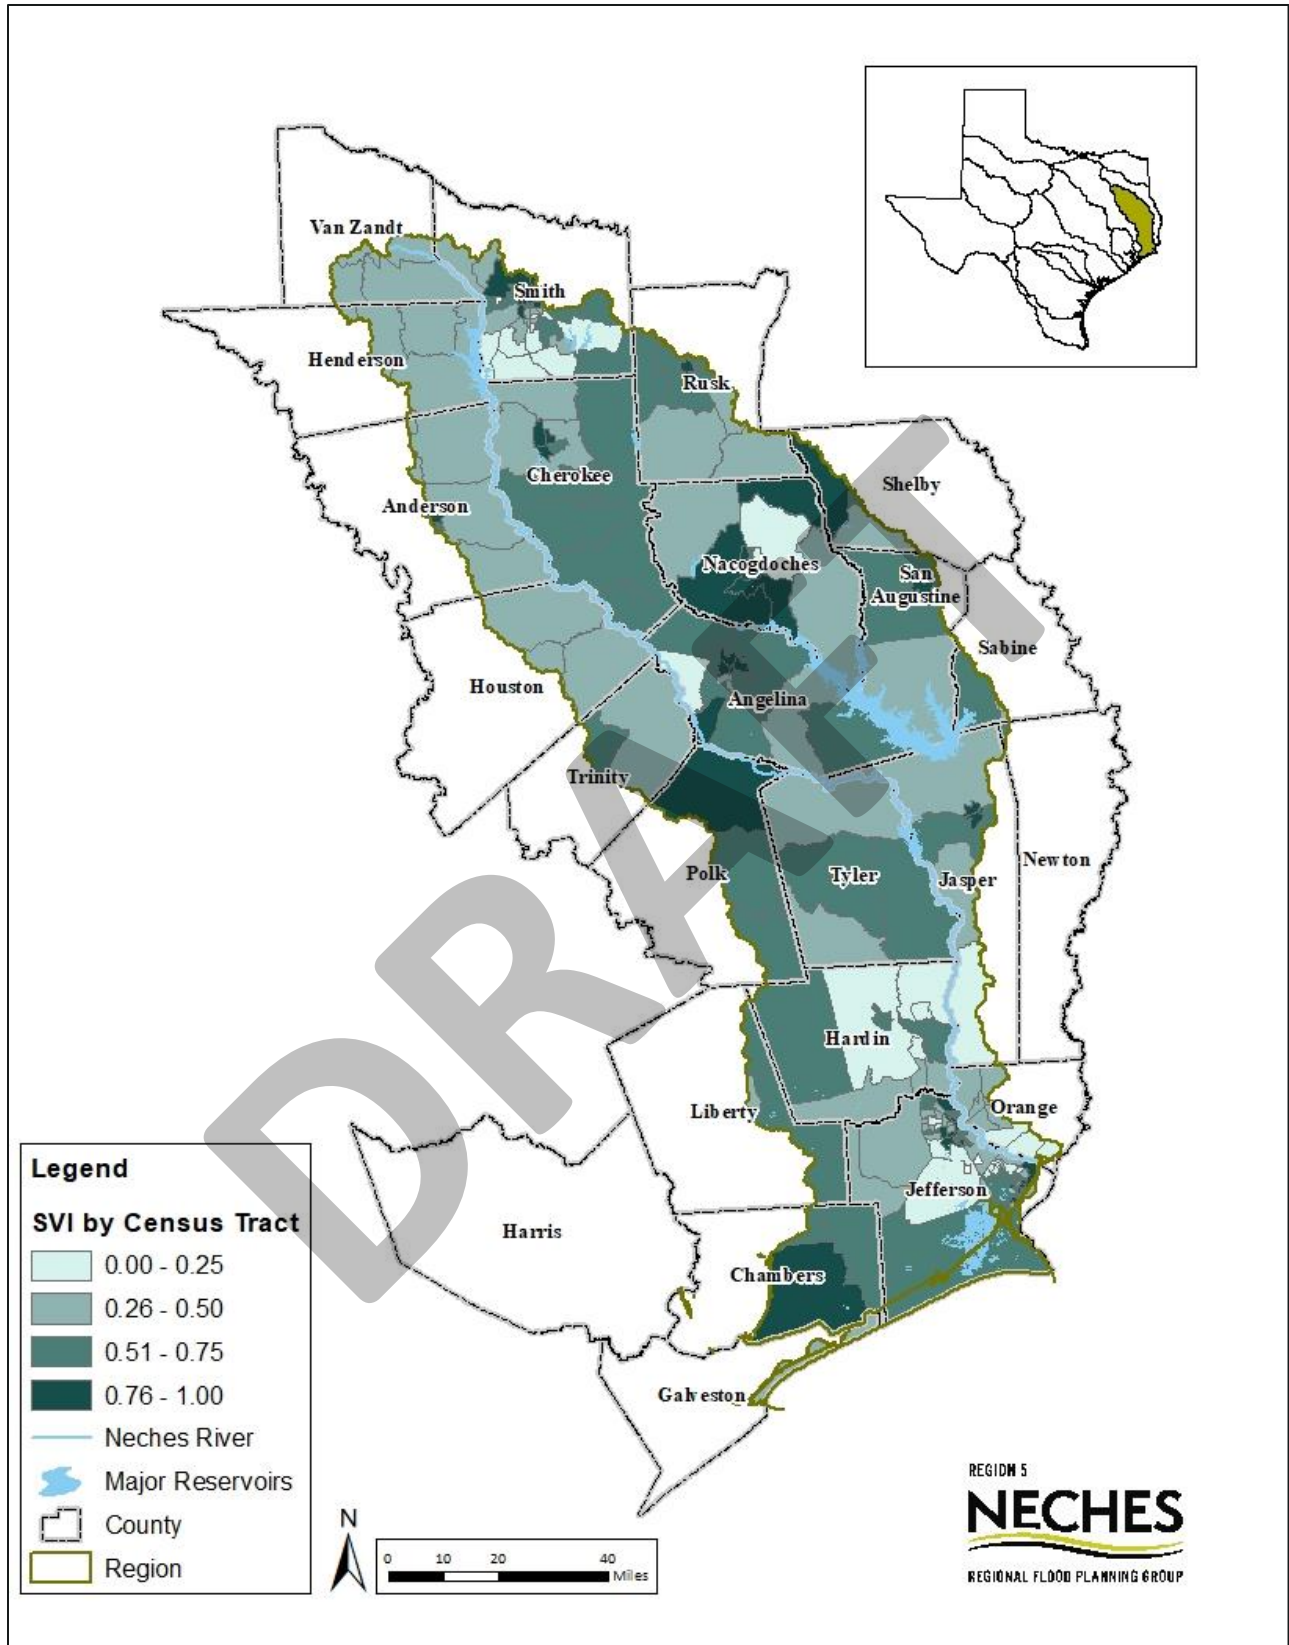 Van Zandt
Smith
Henderson
Rusk
Cherokee
Shelby
Anderson
Nacogdoches
San
Augustine
Sabine
Houston
Angelina
Trinity
Polk
Tyler
Jasper
Newton
Hardin
Liberty
Orange
Jefferson
Harris
Chambers
Galveston
DRAFT
Legend
SVI by Census Tract
0.00 - 0.25
0.26 - 0.50
0.51 - 0.75
0.76 - 1.00
Neches River
Major Reservoirs
County
Region
N
0 10 20 40
Miles
REGION 5
NECHES
REGIONAL FLOOD PLANNING GROUP